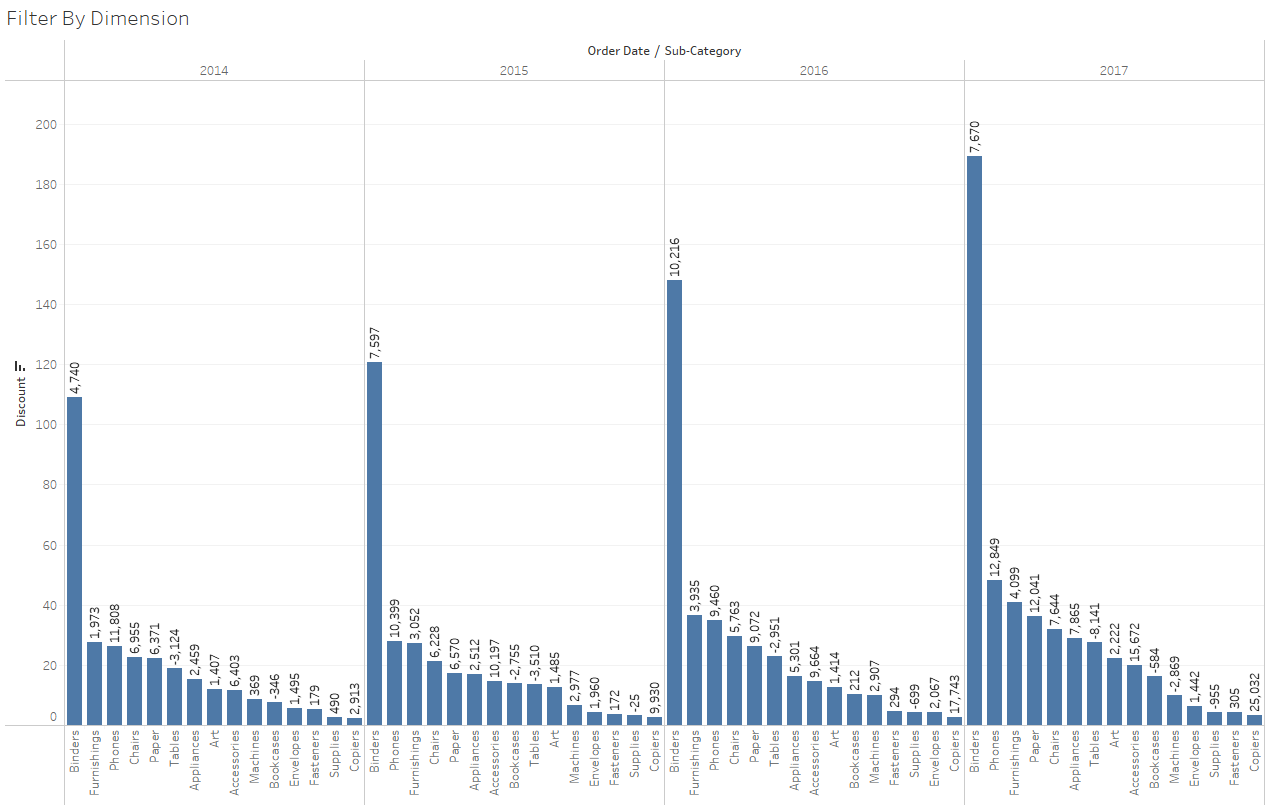 Filter By Dimension
Order Date / Sub-Category
2014 2015 2016 2017
Discount
200
180
160
140
120
100
80
60
40
20
0
4,740 1,973 11,808 6,955 6,371 -3,124 2,459 1,407 6,403 369 -346 1,495 179 490 2,913
7,597 10,399 3,052 6,228 6,570 2,512 10,197 -2,755 -3,510 1,485 2,977 1,960 172 -25 9,930
10,216 3,935 9,460 5,763 9,072 -2,951 5,301 9,664 1,414 212 2,907 294 -699 2,067 17,743
7,670 12,849 4,099 12,041 7,644 7,865 -8,141 2,222 15,672 -584 -2,869 1,442 -955 305 25,032
Binders Furnishings Phones Chairs Paper Tables Appliances Art Accessories Machines Bookcases Envelopes Fasteners Supplies Copiers
Binders Phones Furnishings Chairs Paper Appliances Accessories Bookcases Tables Art Machines Envelopes Fasteners Supplies Copiers
Binders Furnishings Phones Chairs Paper Tables Appliances Accessories Art Bookcases Machines Fasteners Supplies Envelopes Copiers
Binders Phones Furnishings Paper Chairs Appliances Tables Art Accessories Bookcases Machines Envelopes Supplies Fasteners Copiers